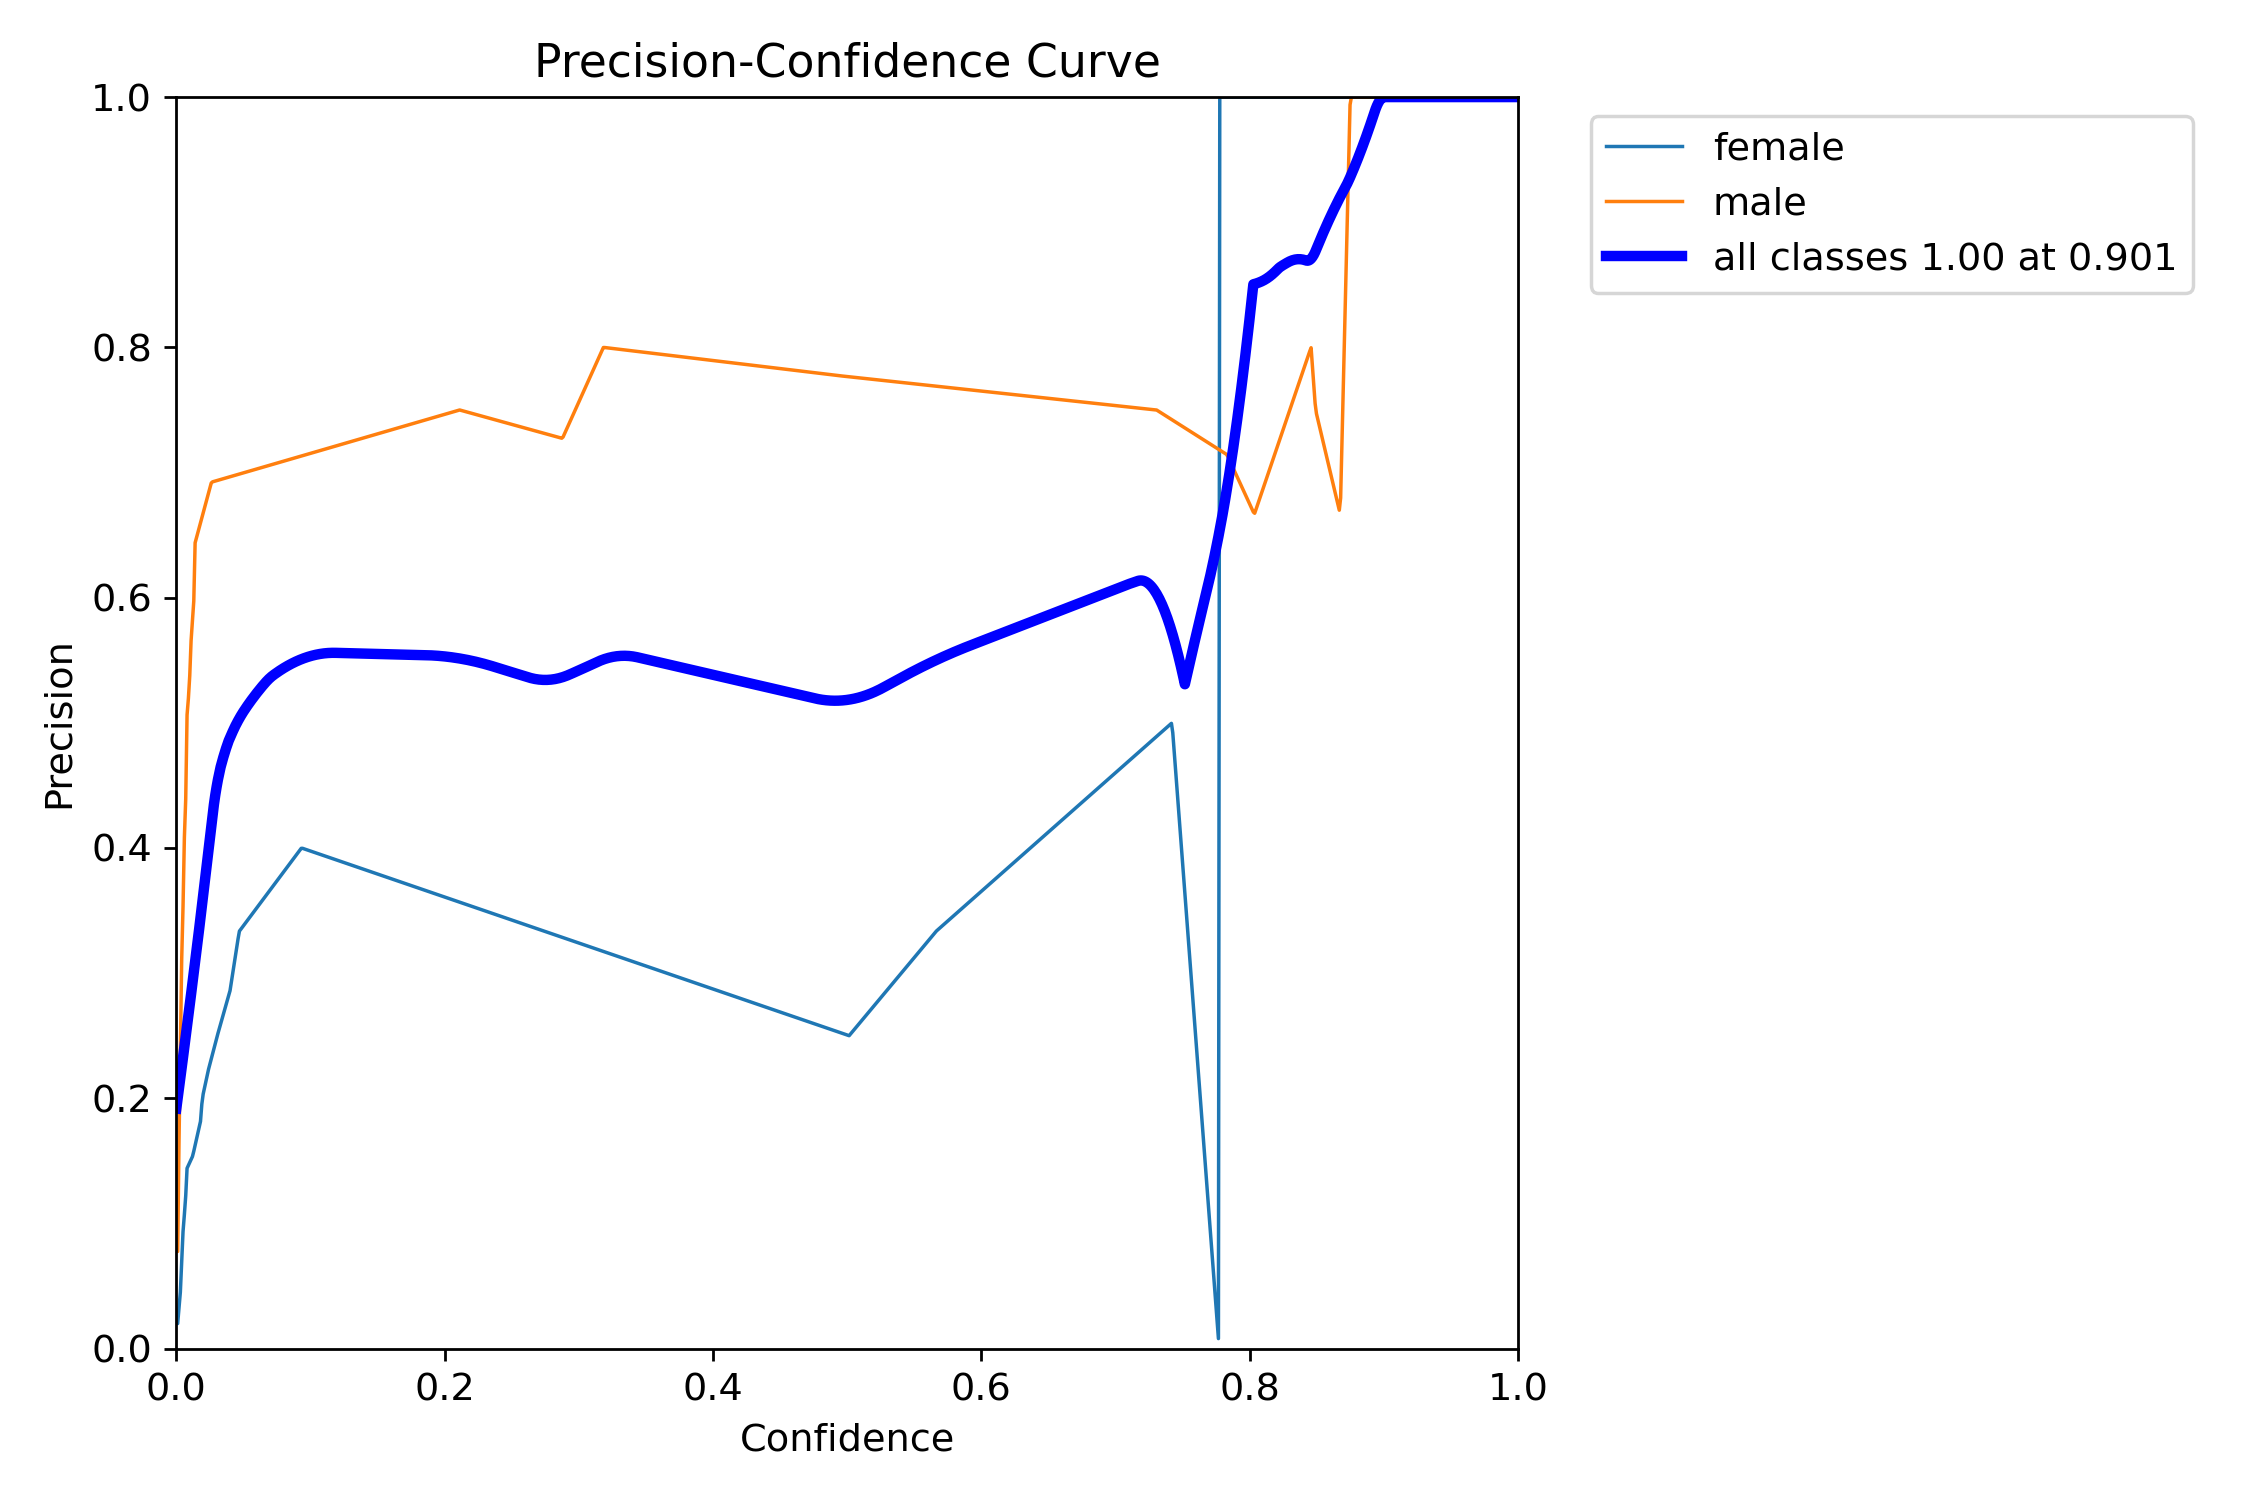 Precision-Confidence Curve
female
male
all classes 1.00 at 0.901
Precision
1.0
0.8
0.6
0.4
0.2
0.0
0.0 0.2 0.4 0.6 0.8 1.0
Confidence